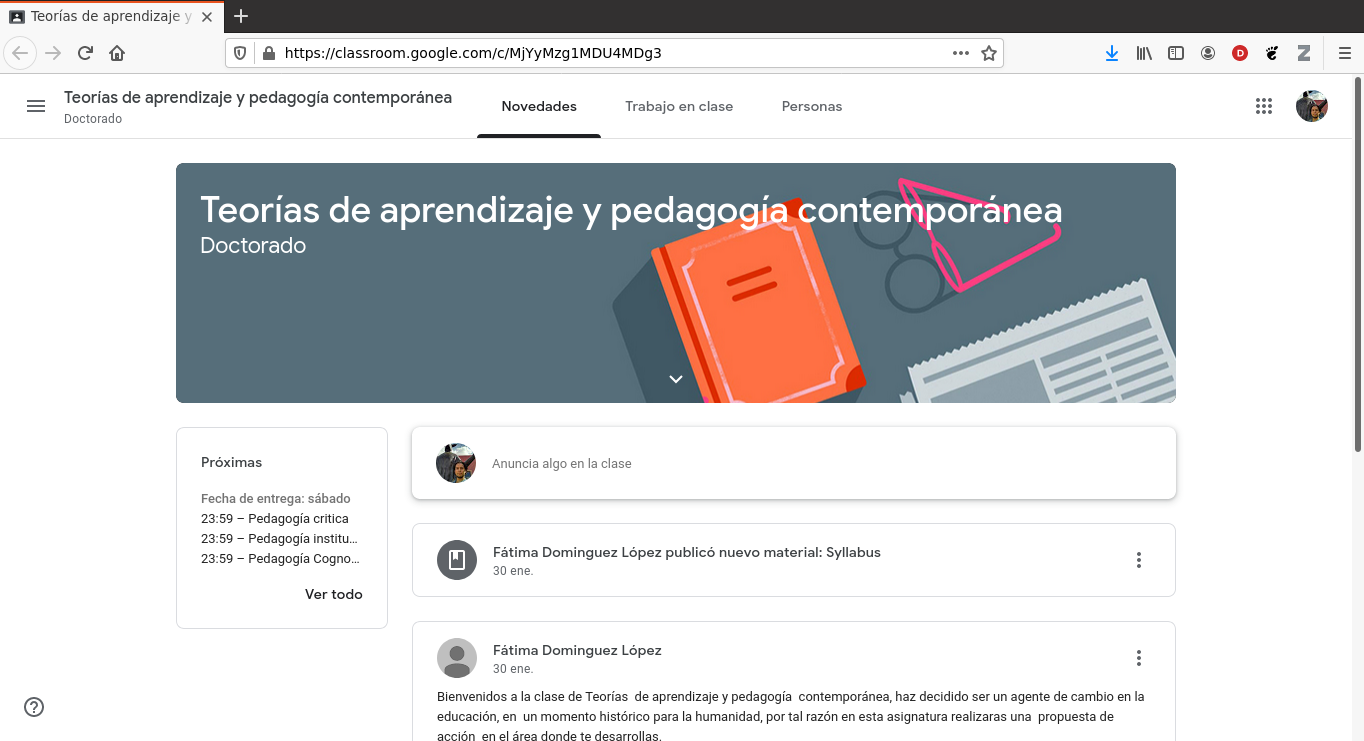 Teorías de aprendizaje y
https://classroom.google.com/c/MjYyMzg1MDU4MDg3
D
Z
Teorías de aprendizaje y pedagogía contemporánea
Doctorado
Novedades
Trabajo en clase
Personas
Teorías de aprendizaje y pedagogía contemporánea
Doctorado
Próximas
Fecha de entrega: sábado
23:59 – Pedagogía critica
23:59 – Pedagogía institu…
23:59 – Pedagogía Cogno…
Ver todo
Anuncia algo en la clase
Fátima Dominguez López publicó nuevo material: Syllabus
30 ene.
Fátima Dominguez López
30 ene.
Bienvenidos a la clase de Teorías  de aprendizaje y pedagogía  contemporánea, haz decidido ser un agente de cambio en la
educación, en  un momento histórico para la humanidad, por tal razón en esta asignatura realizaras una  propuesta de
acción  en el área donde te desarrollas.